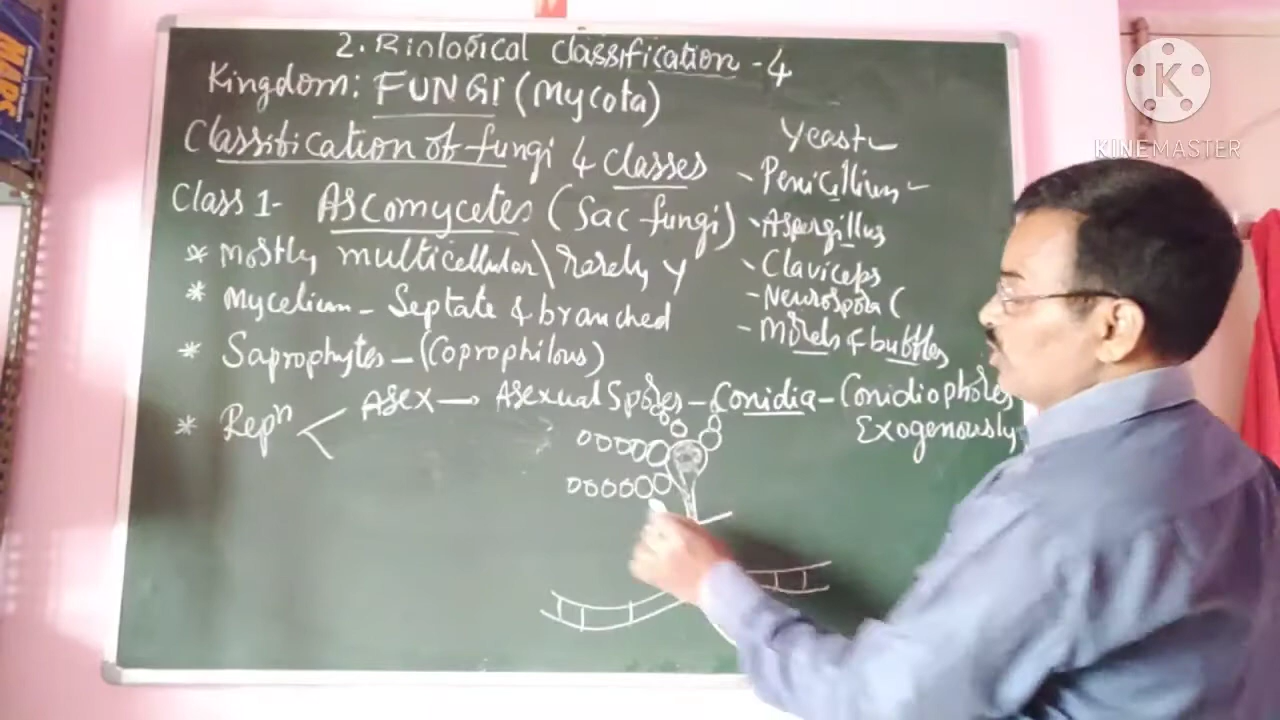 2. Biological classification - 4
Kingdom: FUNGI (Mycota)
Classification of fungi 4 classes
Class 1- Ascomycetes (Sac fungi)
* Mostly multicellular \ rarely y
* Mycelium - Septate & branched
* Saprophytes - (Coprophilous)
* Repn < Asex → Asexual Spores - Conidia - Conidiophores
Exogenously
Yeast -
- Penicillium -
- Aspergillus
- Claviceps
- Neurospora (
- Morels & buffles
KINEMASTER
K